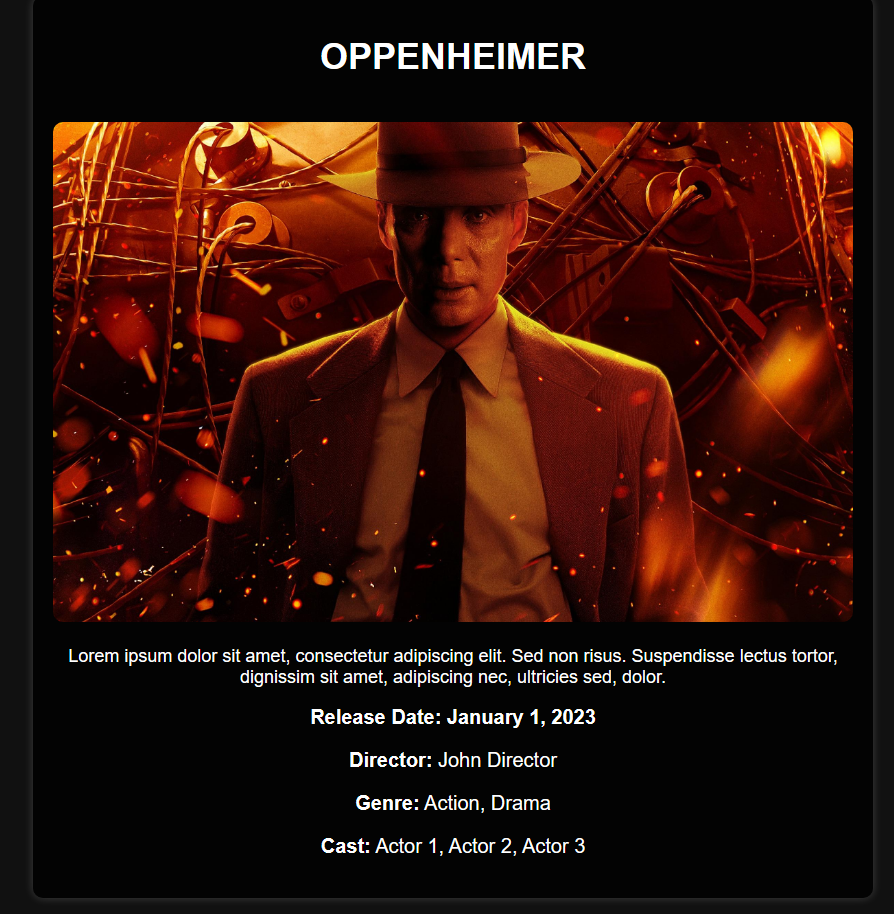 OPPENHEIMER
Lorem ipsum dolor sit amet, consectetur adipiscing elit. Sed non risus. Suspendisse lectus tortor,
dignissim sit amet, adipiscing nec, ultricies sed, dolor.
Release Date: January 1, 2023
Director: John Director
Genre: Action, Drama
Cast: Actor 1, Actor 2, Actor 3